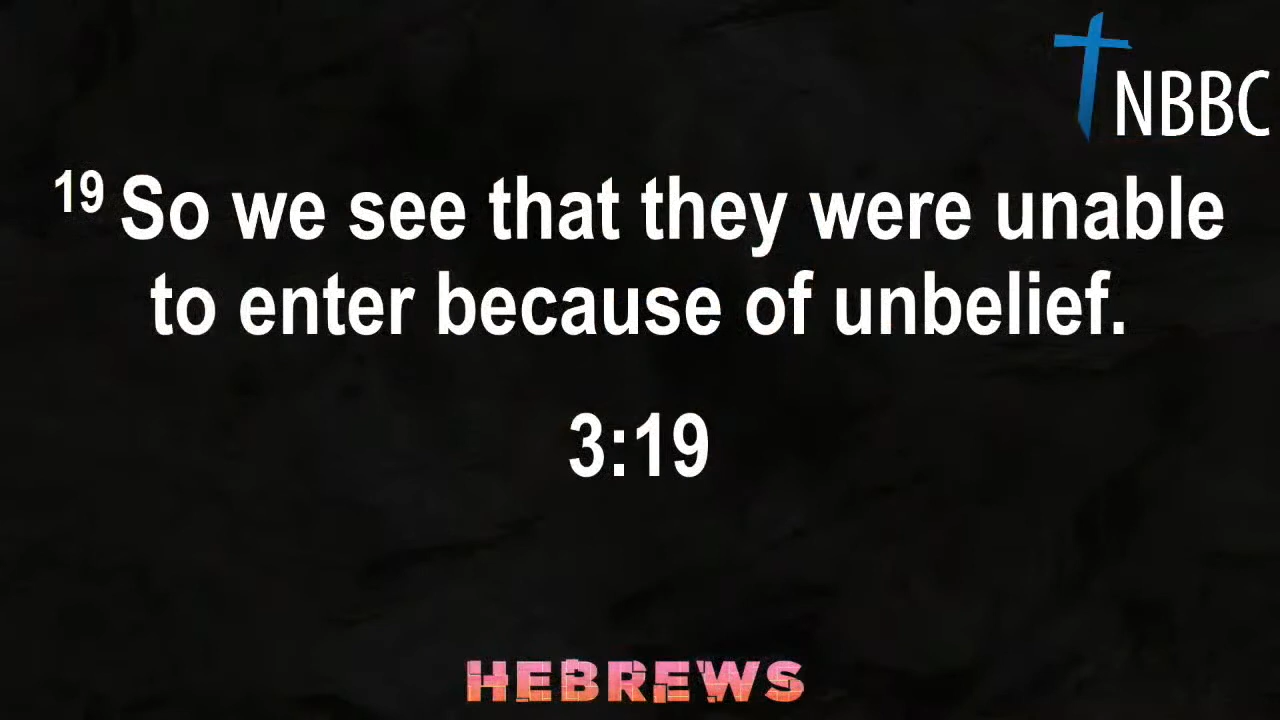 NBBC
19 So we see that they were unable
to enter because of unbelief.
3:19
HEBREWS